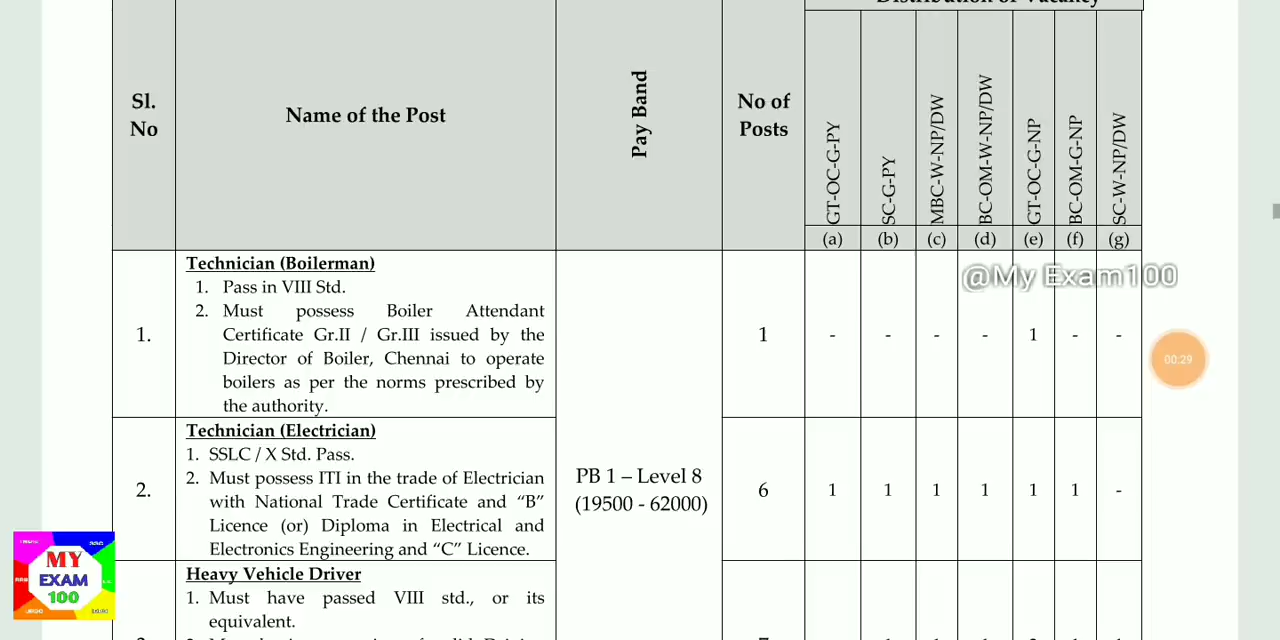 Distribution of Vacancy
Sl.
No
Name of the Post
Pay Band
No of
Posts
GT-OC-G-PY
SC-G-PY
MBC-W-NP/DW
BC-OM-W-NP/DW
GT-OC-G-NP
BC-OM-G-NP
SC-W-NP/DW
(a) (b) (c) (d) (e) (f) (g)
@My Exam100
1.
Technician (Boilerman)
1. Pass in VIII Std.
2. Must possess Boiler Attendant
Certificate Gr.II / Gr.III issued by the
Director of Boiler, Chennai to operate
boilers as per the norms prescribed by
the authority.
1 - - - - 1 - -
00:29
2.
Technician (Electrician)
1. SSLC / X Std. Pass.
2. Must possess ITI in the trade of Electrician
with National Trade Certificate and “B”
Licence (or) Diploma in Electrical and
Electronics Engineering and “C” Licence.
PB 1 – Level 8
(19500 - 62000)
6 1 1 1 1 1 1 -
Heavy Vehicle Driver
1. Must have passed VIII std., or its
equivalent.
MY
EXAM
100